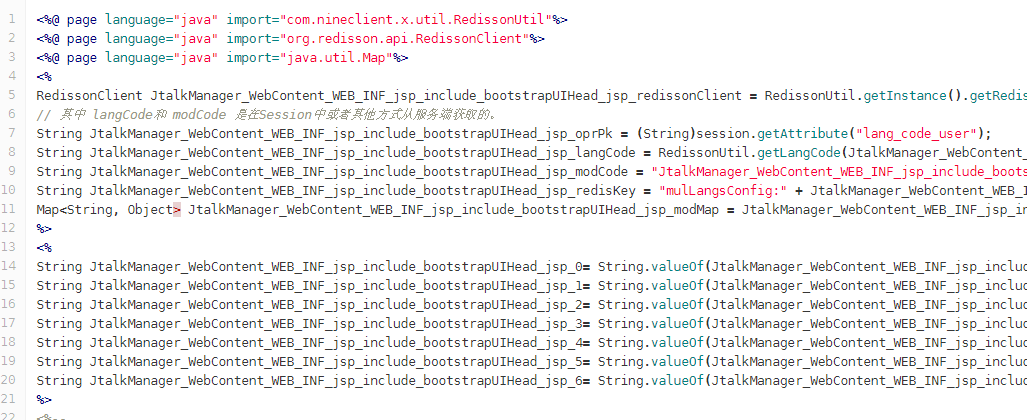 1 <%@ page language="java" import="com.nineclient.x.util.RedissonUtil"%>
2 <%@ page language="java" import="org.redisson.api.RedissonClient"%>
3 <%@ page language="java" import="java.util.Map"%>
4 <%
5 RedissonClient JtalkManager_WebContent_WEB_INF_jsp_include_bootstrapUIHead_jsp_redissonClient = RedissonUtil.getInstance().getRedis
6 // 其中 langCode和 modCode 是在Session中或者其他方式从服务端获取的。
7 String JtalkManager_WebContent_WEB_INF_jsp_include_bootstrapUIHead_jsp_oprPk = (String)session.getAttribute("lang_code_user");
8 String JtalkManager_WebContent_WEB_INF_jsp_include_bootstrapUIHead_jsp_langCode = RedissonUtil.getLangCode(JtalkManager_WebContent_
9 String JtalkManager_WebContent_WEB_INF_jsp_include_bootstrapUIHead_jsp_modCode = "JtalkManager_WebContent_WEB_INF_jsp_include_boots
10 String JtalkManager_WebContent_WEB_INF_jsp_include_bootstrapUIHead_jsp_redisKey = "mulLangsConfig:" + JtalkManager_WebContent_WEB_I
11 Map<String, Object> JtalkManager_WebContent_WEB_INF_jsp_include_bootstrapUIHead_jsp_modMap = JtalkManager_WebContent_WEB_INF_jsp_in
12 %>
13 <%
14 String JtalkManager_WebContent_WEB_INF_jsp_include_bootstrapUIHead_jsp_0= String.valueOf(JtalkManager_WebContent_WEB_INF_jsp_includ
15 String JtalkManager_WebContent_WEB_INF_jsp_include_bootstrapUIHead_jsp_1= String.valueOf(JtalkManager_WebContent_WEB_INF_jsp_includ
16 String JtalkManager_WebContent_WEB_INF_jsp_include_bootstrapUIHead_jsp_2= String.valueOf(JtalkManager_WebContent_WEB_INF_jsp_includ
17 String JtalkManager_WebContent_WEB_INF_jsp_include_bootstrapUIHead_jsp_3= String.valueOf(JtalkManager_WebContent_WEB_INF_jsp_includ
18 String JtalkManager_WebContent_WEB_INF_jsp_include_bootstrapUIHead_jsp_4= String.valueOf(JtalkManager_WebContent_WEB_INF_jsp_includ
19 String JtalkManager_WebContent_WEB_INF_jsp_include_bootstrapUIHead_jsp_5= String.valueOf(JtalkManager_WebContent_WEB_INF_jsp_includ
20 String JtalkManager_WebContent_WEB_INF_jsp_include_bootstrapUIHead_jsp_6= String.valueOf(JtalkManager_WebContent_WEB_INF_jsp_includ
21 %>
22 <%--